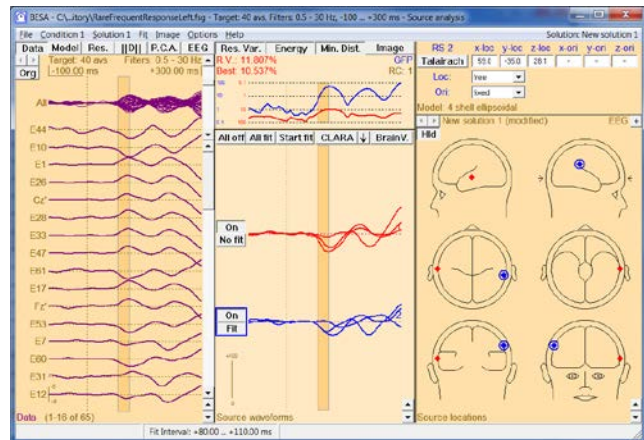 BESA - C:\...itory\RareFrequentResponseLeft.fsg - Target: 40 avs, Filters: 0.5 - 30 Hz, -100 ... +300 ms - Source analysis
File Condition 1 Solution 1 Fit Image Options Help Solution: New solution 1
Data Model Res. ||D|| P.C.A. EEG
Res. Var. Energy Min. Dist. Image
RS 2 x-loc y-loc z-loc x-ori y-ori z-ori
Org
Target: 40 avs Filters: 0.5 - 30 Hz
-100.00 ms +300.00 ms
R.V.: 11.807% GFP
Best: 10.537% RC: 1
Talairach
Loc: free
Ori: fixed
Model: 4 shell ellipsoidal
New solution 1 (modified) EEG
Hld
All off All fit Start fit CLARA BrainV.
All
E44
E10
E1
E26
Cz'
E28
E33
E47
E61
E17
Fz'
E53
E7
E60
E31
E12
On
No fit
On
Fit
Data (1-16 of 65)
Source waveforms
Source locations
Fit Interval: +80.00 ... +110.00 ms